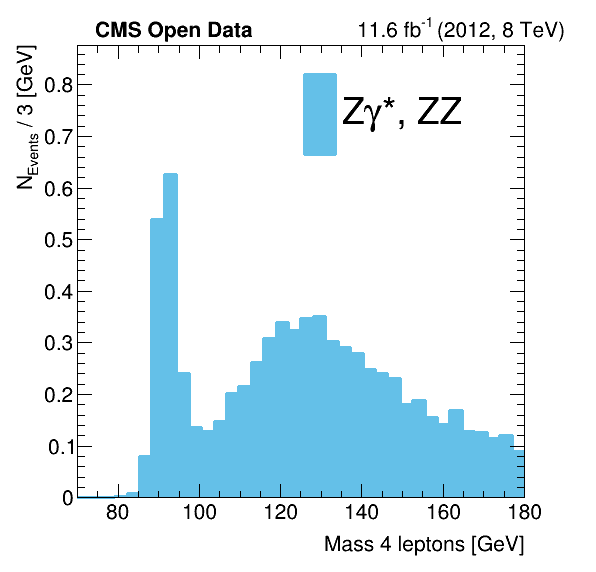 CMS Open Data 11.6 fb⁻¹ (2012, 8 TeV)
N_Events / 3 [GeV]
Zγ*, ZZ
0.8
0.7
0.6
0.5
0.4
0.3
0.2
0.1
0
80 100 120 140 160 180
Mass 4 leptons [GeV]